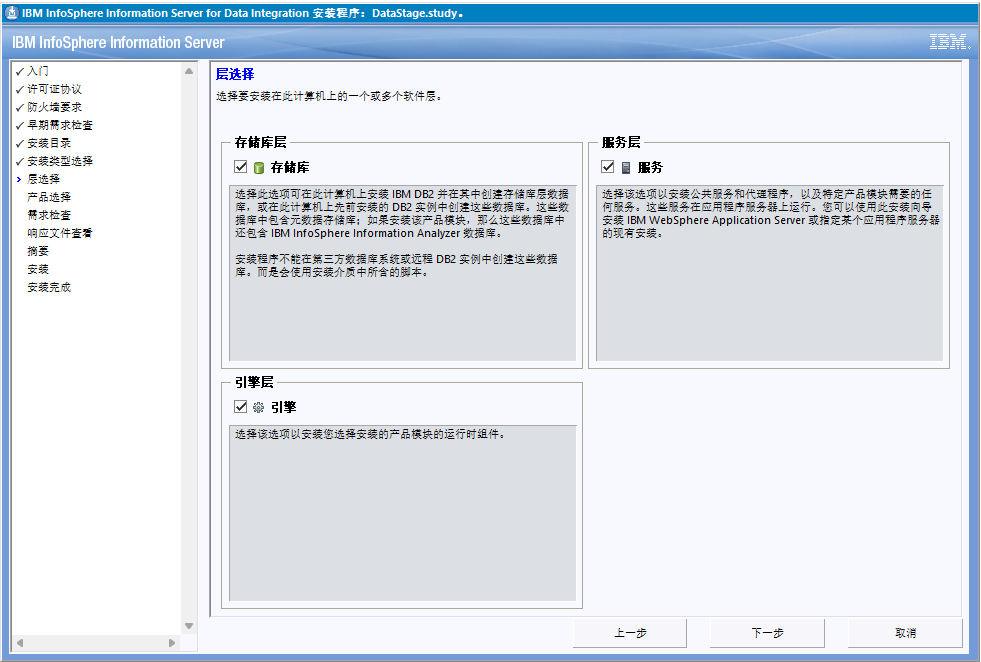 IBM InfoSphere Information Server for Data Integration 安装程序：DataStage.study。
IBM InfoSphere Information Server
IBM.
入门
许可证协议
防火墙要求
早期需求检查
安装目录
安装类型选择
层选择
产品选择
需求检查
响应文件查看
摘要
安装
安装完成
层选择
选择要安装在此计算机上的一个或多个软件层。
存储库层
存储库
选择此选项可在此计算机上安装 IBM DB2 并在其中创建存储库层数据
库，或在此计算机上先前安装的 DB2 实例中创建这些数据库。这些数
据库中包含元数据存储库；如果安装该产品模块，那么这些数据库中
还包含 IBM InfoSphere Information Analyzer 数据库。
安装程序不能在第三方数据库系统或远程 DB2 实例中创建这些数据
库。而是会使用安装介质中所含的脚本。
服务层
服务
选择该选项以安装公共服务和代理程序，以及特定产品模块需要的任
何服务。这些服务在应用程序服务器上运行。您可以使用此安装向导
安装 IBM WebSphere Application Server 或指定某个应用程序服务器
的现有安装。
引擎层
引擎
选择该选项以安装您选择安装的产品模块的运行时组件。
上一步
下一步
取消